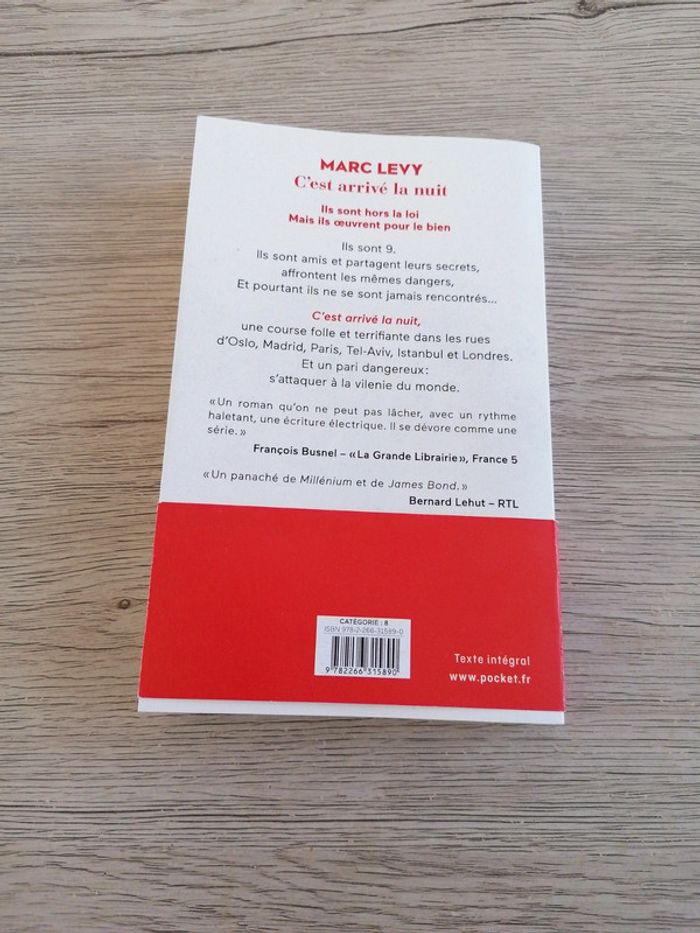 MARC LEVY
C'est arrivé la nuit
Ils sont hors la loi
Mais ils œuvrent pour le bien
Ils sont 9.
Ils sont amis et partagent leurs secrets,
affrontent les mêmes dangers,
Et pourtant ils ne se sont jamais rencontrés...
C'est arrivé la nuit,
une course folle et terrifiante dans les rues
d'Oslo, Madrid, Paris, Tel-Aviv, Istanbul et Londres.
Et un pari dangereux :
s'attaquer à la vilenie du monde.
« Un roman qu'on ne peut pas lâcher, avec un rythme
haletant, une écriture électrique. Il se dévore comme une
série. »
François Busnel – « La Grande Librairie », France 5
« Un panaché de Millénium et de James Bond. »
Bernard Lehut – RTL
CATÉGORIE : 8
ISBN 978-2-266-31589-0
9 782266 315890
Texte intégral
www.pocket.fr